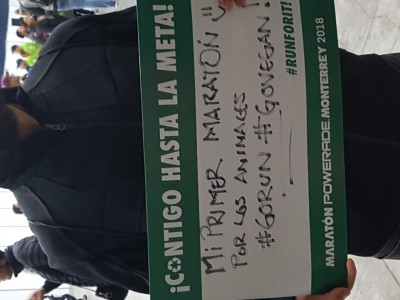 ¡CONTIGO HASTA LA META!
MI PRIMER MARATÓN
POR LOS ANIMALES
#GORUN #GOVEGAN!
#RUNFORIT!
MARATÓN POWERADE MONTERREY 2018